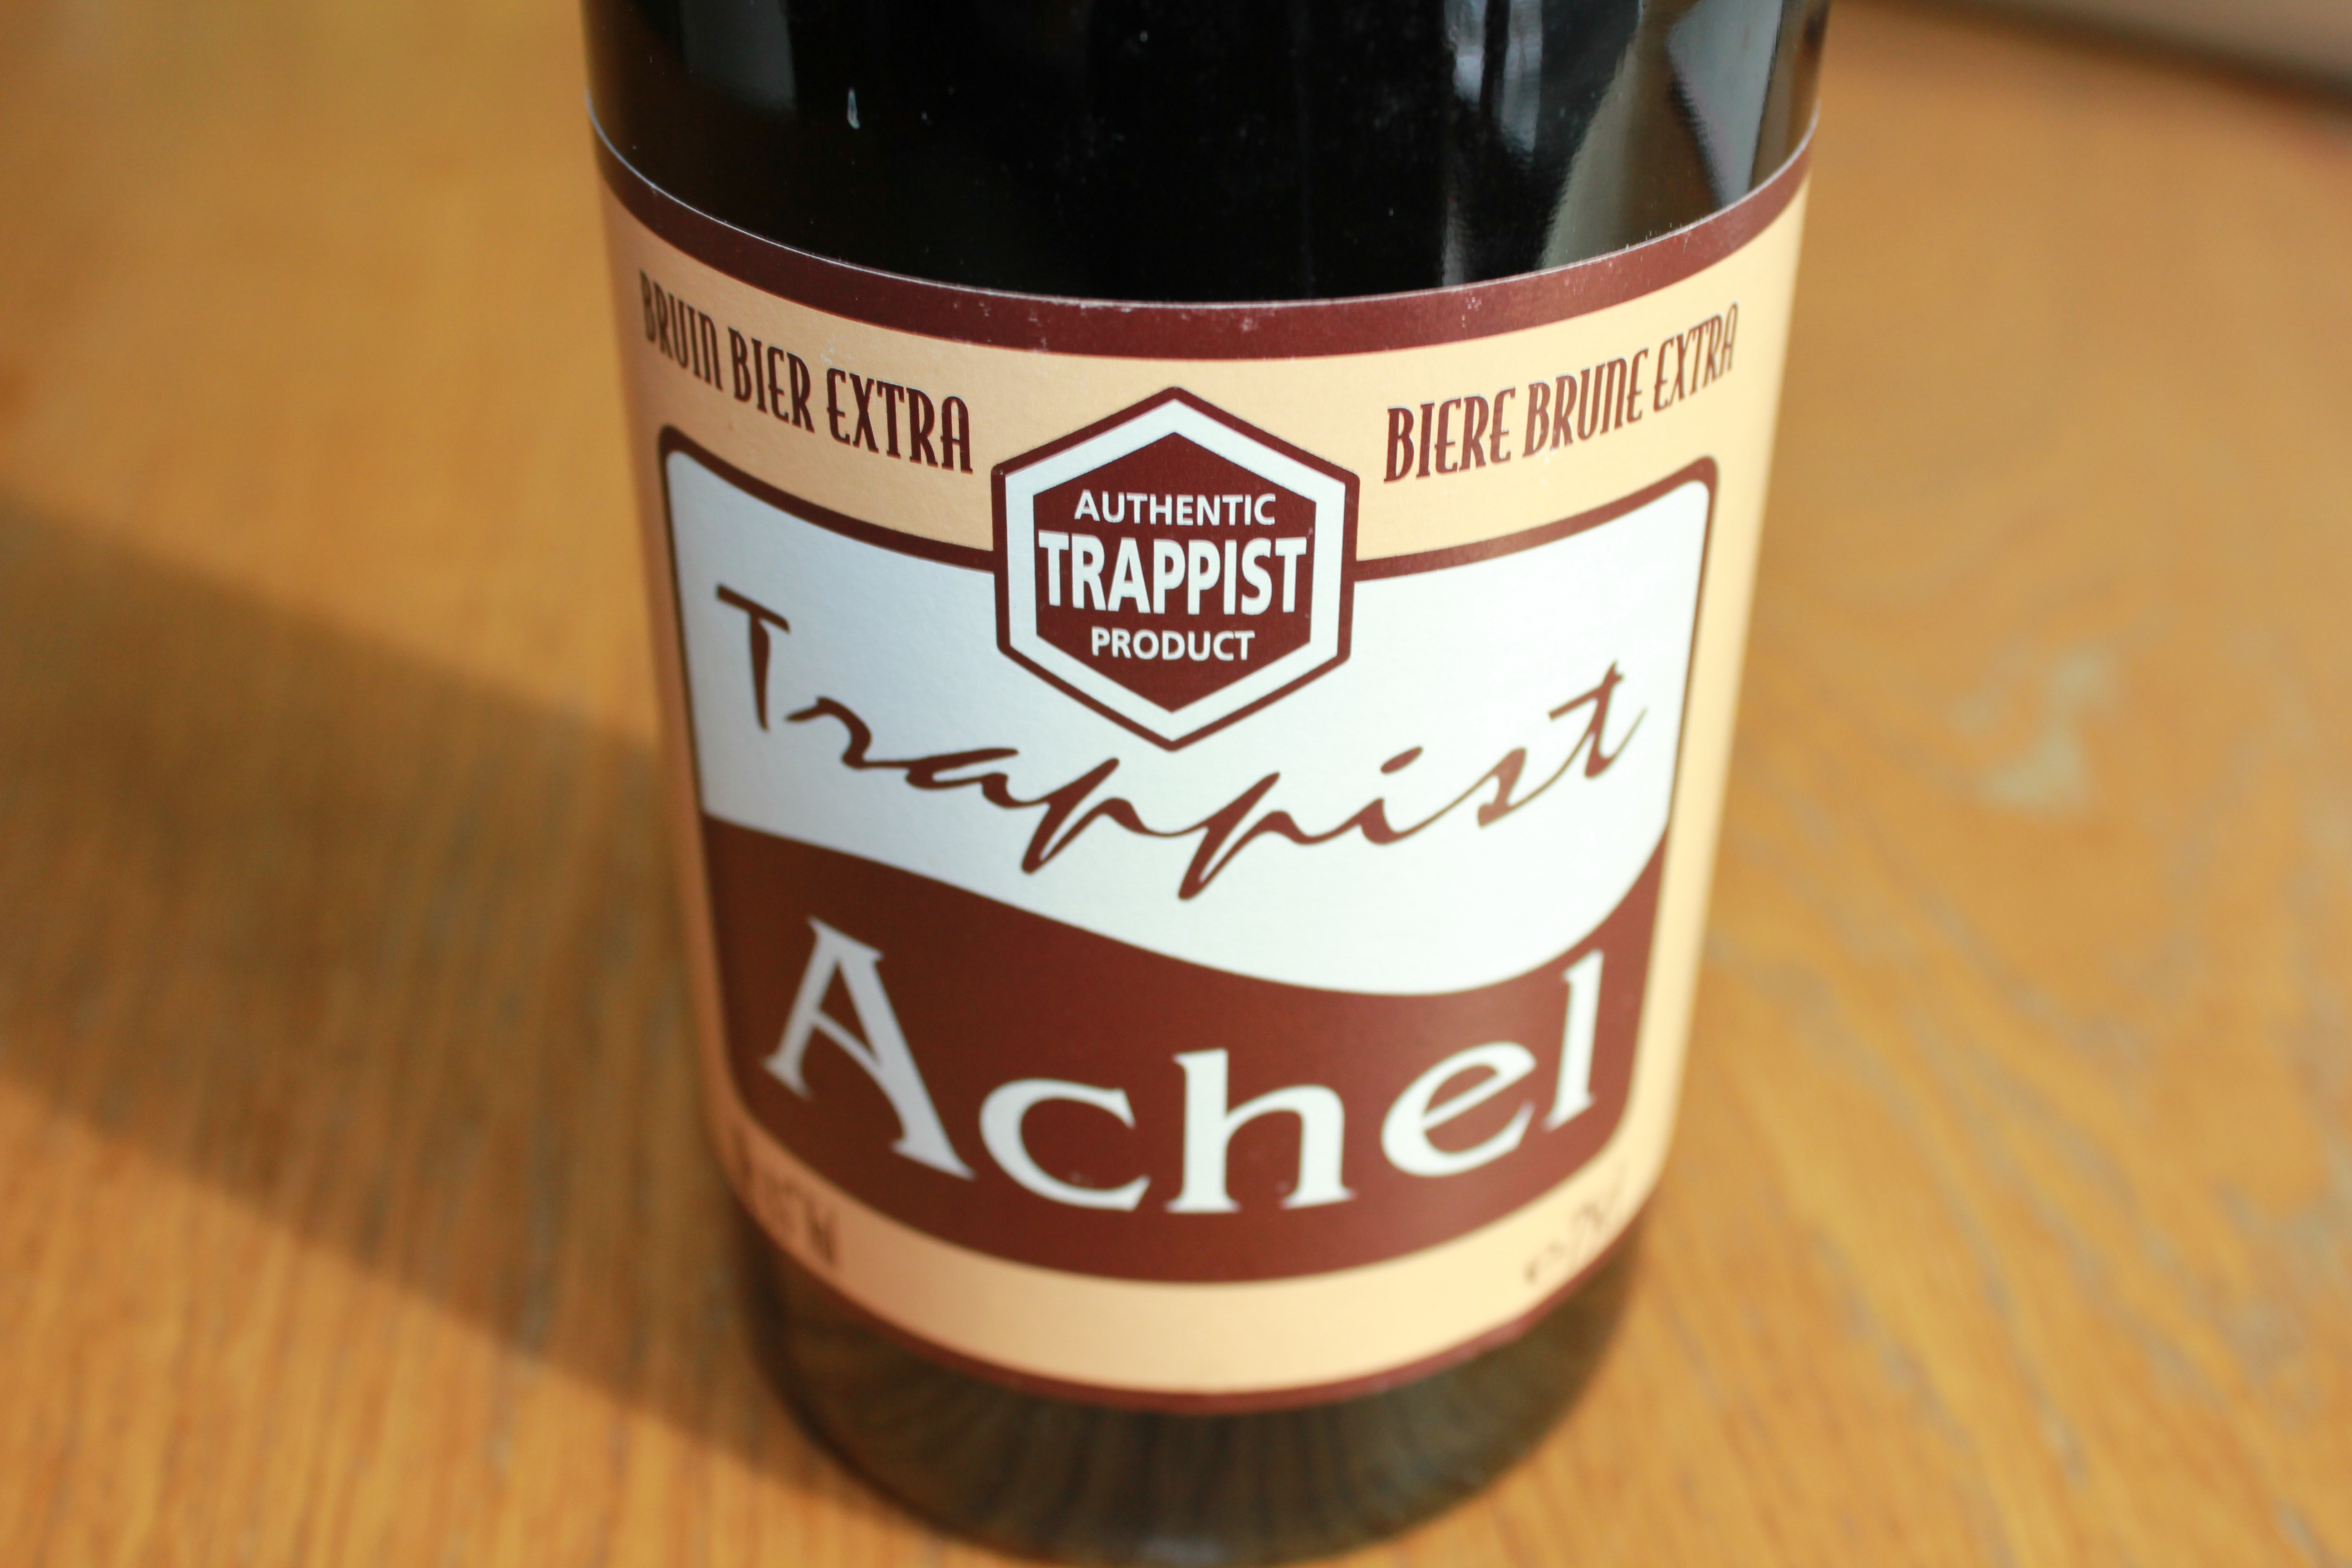 BRUIN BIER EXTRA
BIERE BRUNE EXTRA
AUTHENTIC
TRAPPIST
PRODUCT
Trappist
Achel